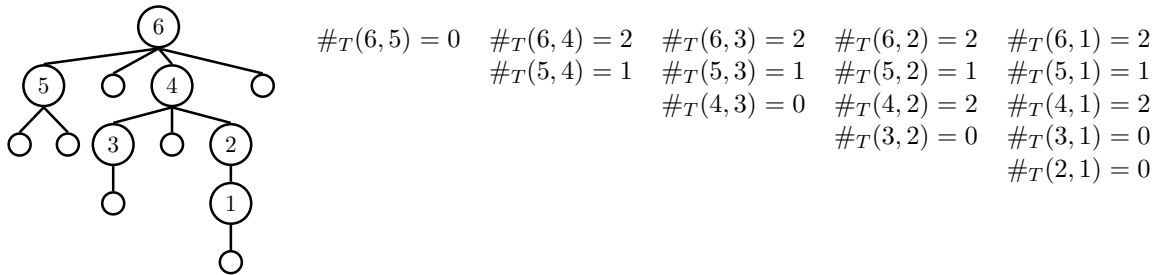 6
5
4
3
2
1
#_T(6, 5) = 0 #_T(6, 4) = 2 #_T(6, 3) = 2 #_T(6, 2) = 2 #_T(6, 1) = 2
#_T(5, 4) = 1 #_T(5, 3) = 1 #_T(5, 2) = 1 #_T(5, 1) = 1
#_T(4, 3) = 0 #_T(4, 2) = 2 #_T(4, 1) = 2
#_T(3, 2) = 0 #_T(3, 1) = 0
#_T(2, 1) = 0